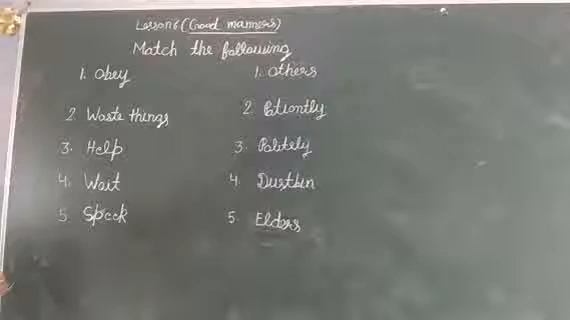 Lesson 6 (Good manners)
Match the following
1. Obey 1. Others
2. Waste things 2. Patiently
3. Help 3. Politely
4. Wait 4. Dustbin
5. Speak 5. Elders